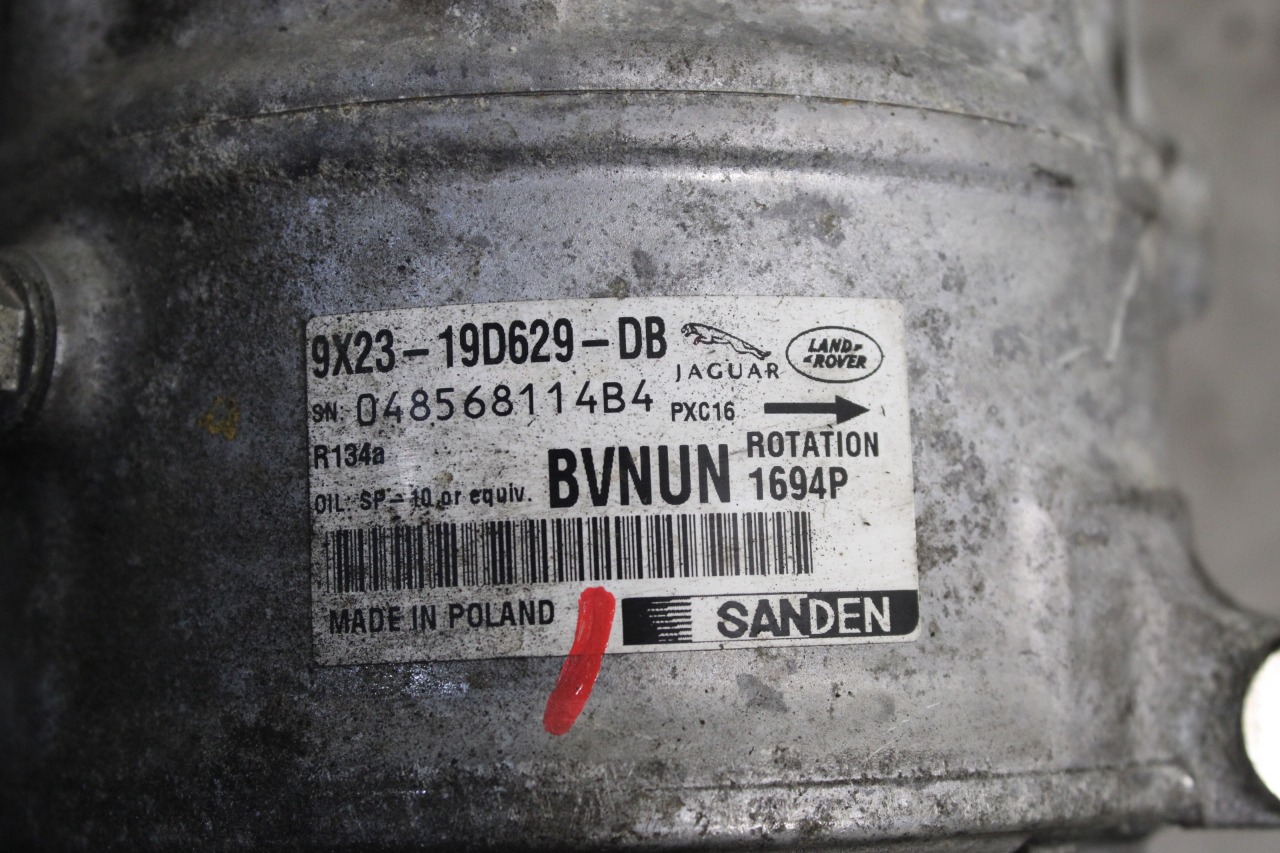 9X23-19D629-DB
JAGUAR
LAND-
-ROVER
SN: 048568114B4 PXC16
R134a
ROTATION
OIL: SP-10 or equiv. BVNUN 1694P
MADE IN POLAND
SANDEN